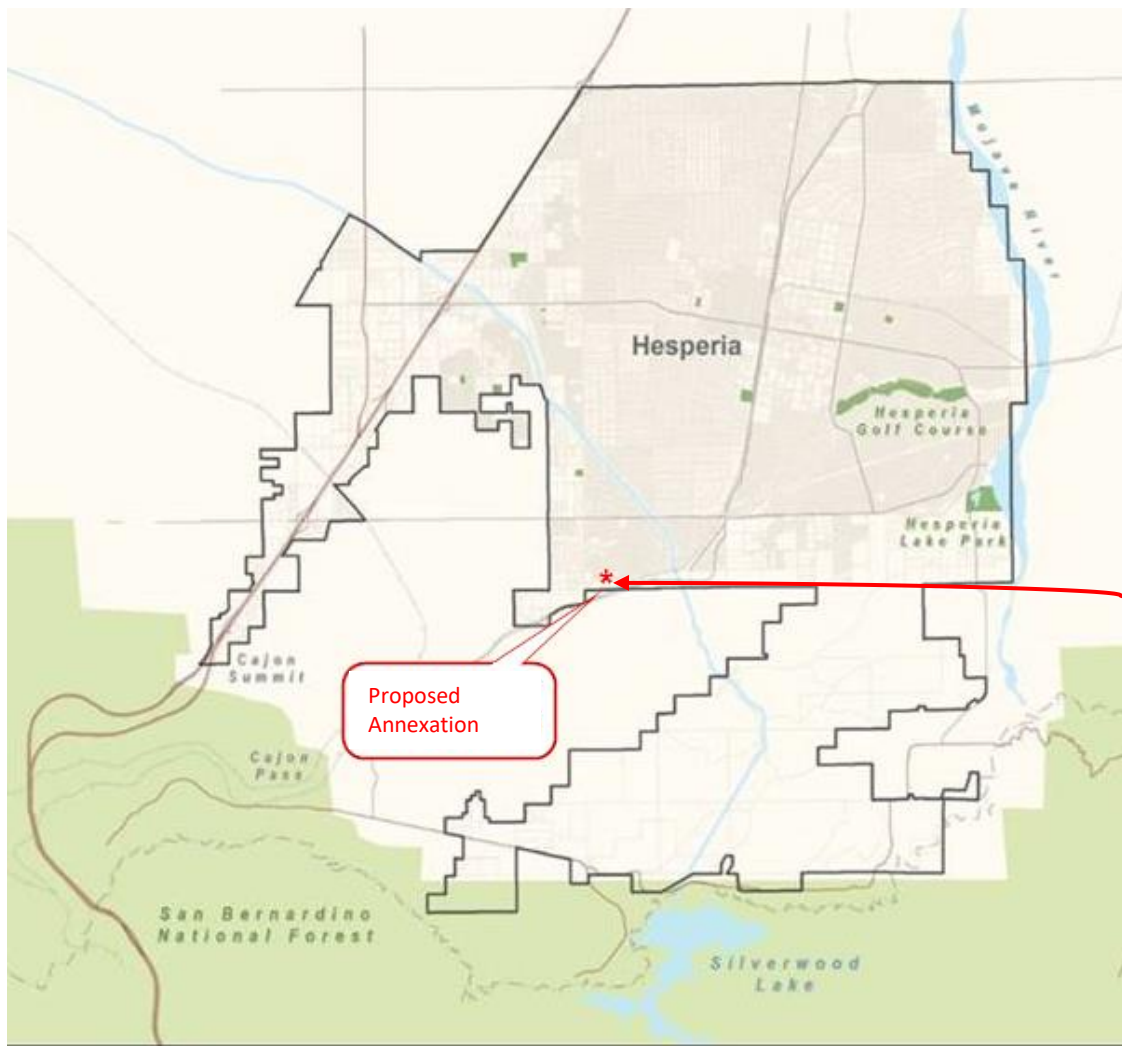 Mojave River
Hesperia
Hesperia
Golf Course
Hesperia
Lake Park
*
Cajon
Summit
Proposed
Annexation
Cajon
Pass
San Bernardino
National Forest
Silverwood
Lake